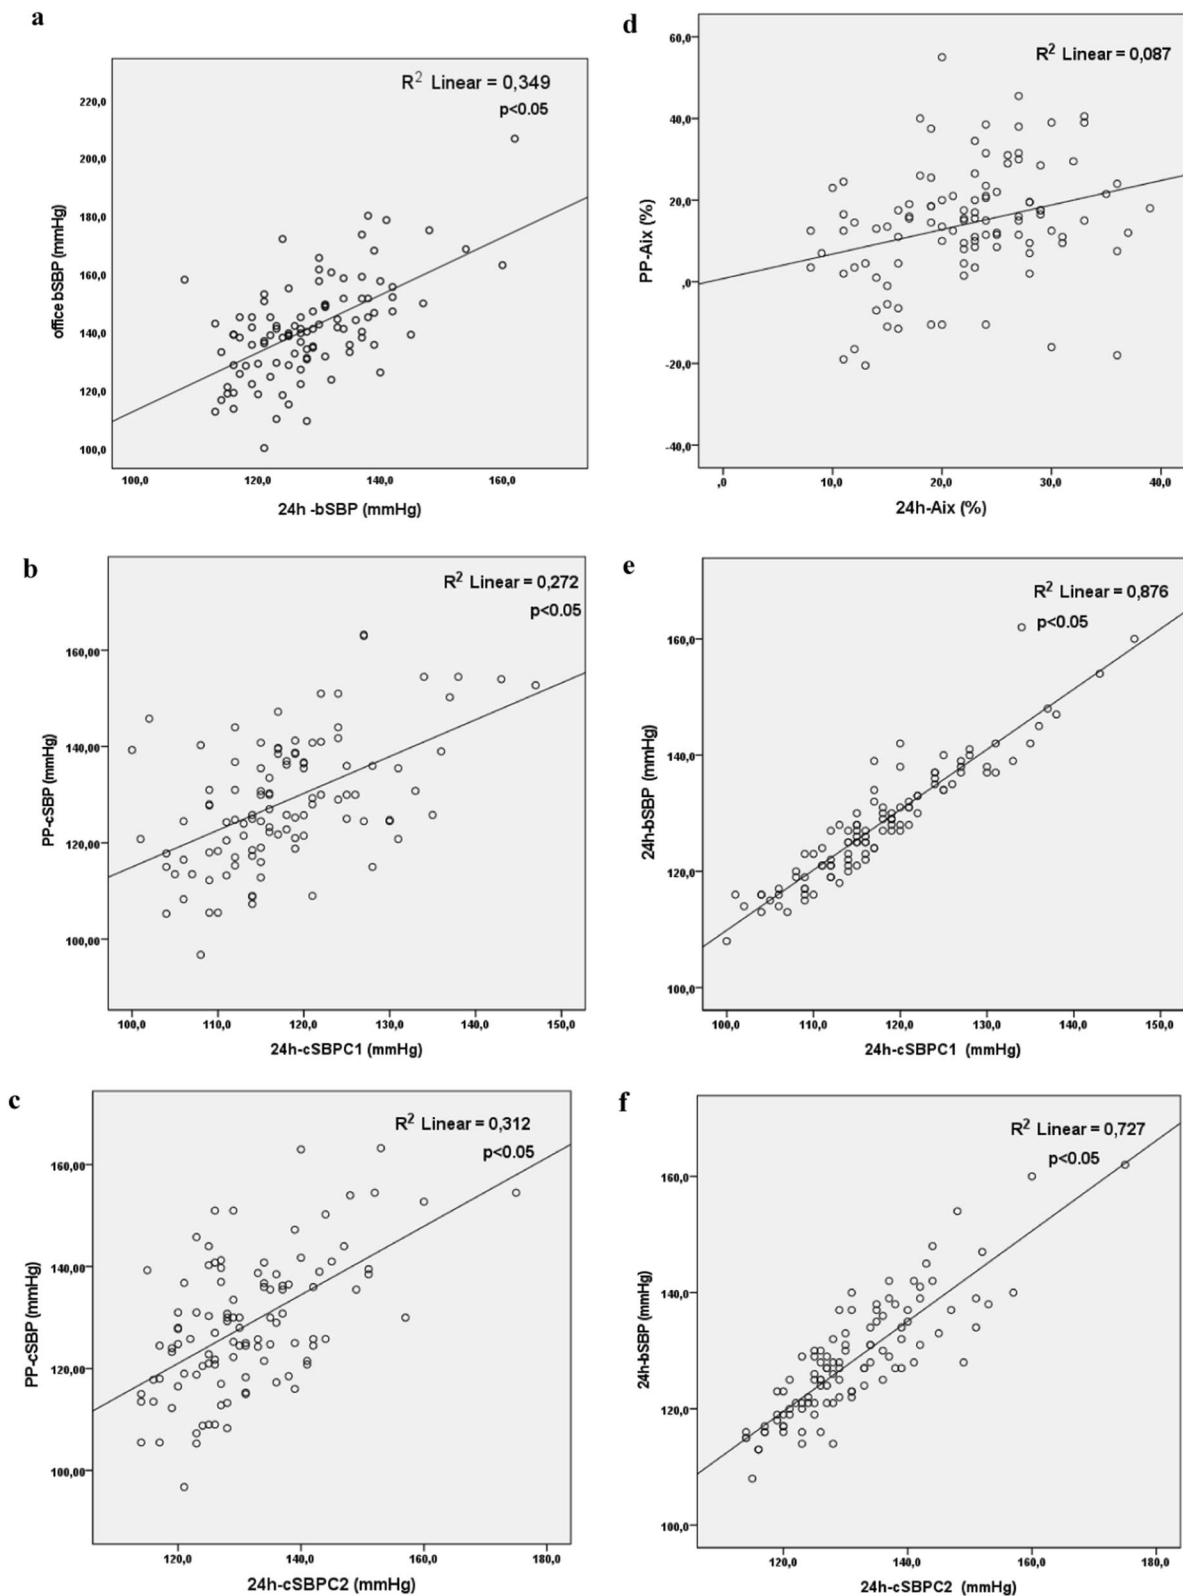 a
R² Linear = 0,349
p<0.05
220,0
200,0
180,0
160,0
140,0
120,0
100,0
office bSBP (mmHg)
100,0 120,0 140,0 160,0
24h -bSBP (mmHg)
d
R² Linear = 0,087
60,0
40,0
20,0
,0
-20,0
-40,0
PP-Aix (%)
,0 10,0 20,0 30,0 40,0
24h-Aix (%)
b
R² Linear = 0,272
p<0.05
160,00
140,00
120,00
100,00
PP-cSBP (mmHg)
100,0 110,0 120,0 130,0 140,0 150,0
24h-cSBPC1 (mmHg)
e
R² Linear = 0,876
p<0.05
160,0
140,0
120,0
100,0
24h-bSBP (mmHg)
100,0 110,0 120,0 130,0 140,0 150,0
24h-cSBPC1 (mmHg)
c
R² Linear = 0,312
p<0.05
160,00
140,00
120,00
100,00
PP-cSBP (mmHg)
120,0 140,0 160,0 180,0
24h-cSBPC2 (mmHg)
f
R² Linear = 0,727
p<0.05
160,0
140,0
120,0
100,0
24h-bSBP (mmHg)
120,0 140,0 160,0 180,0
24h-cSBPC2 (mmHg)